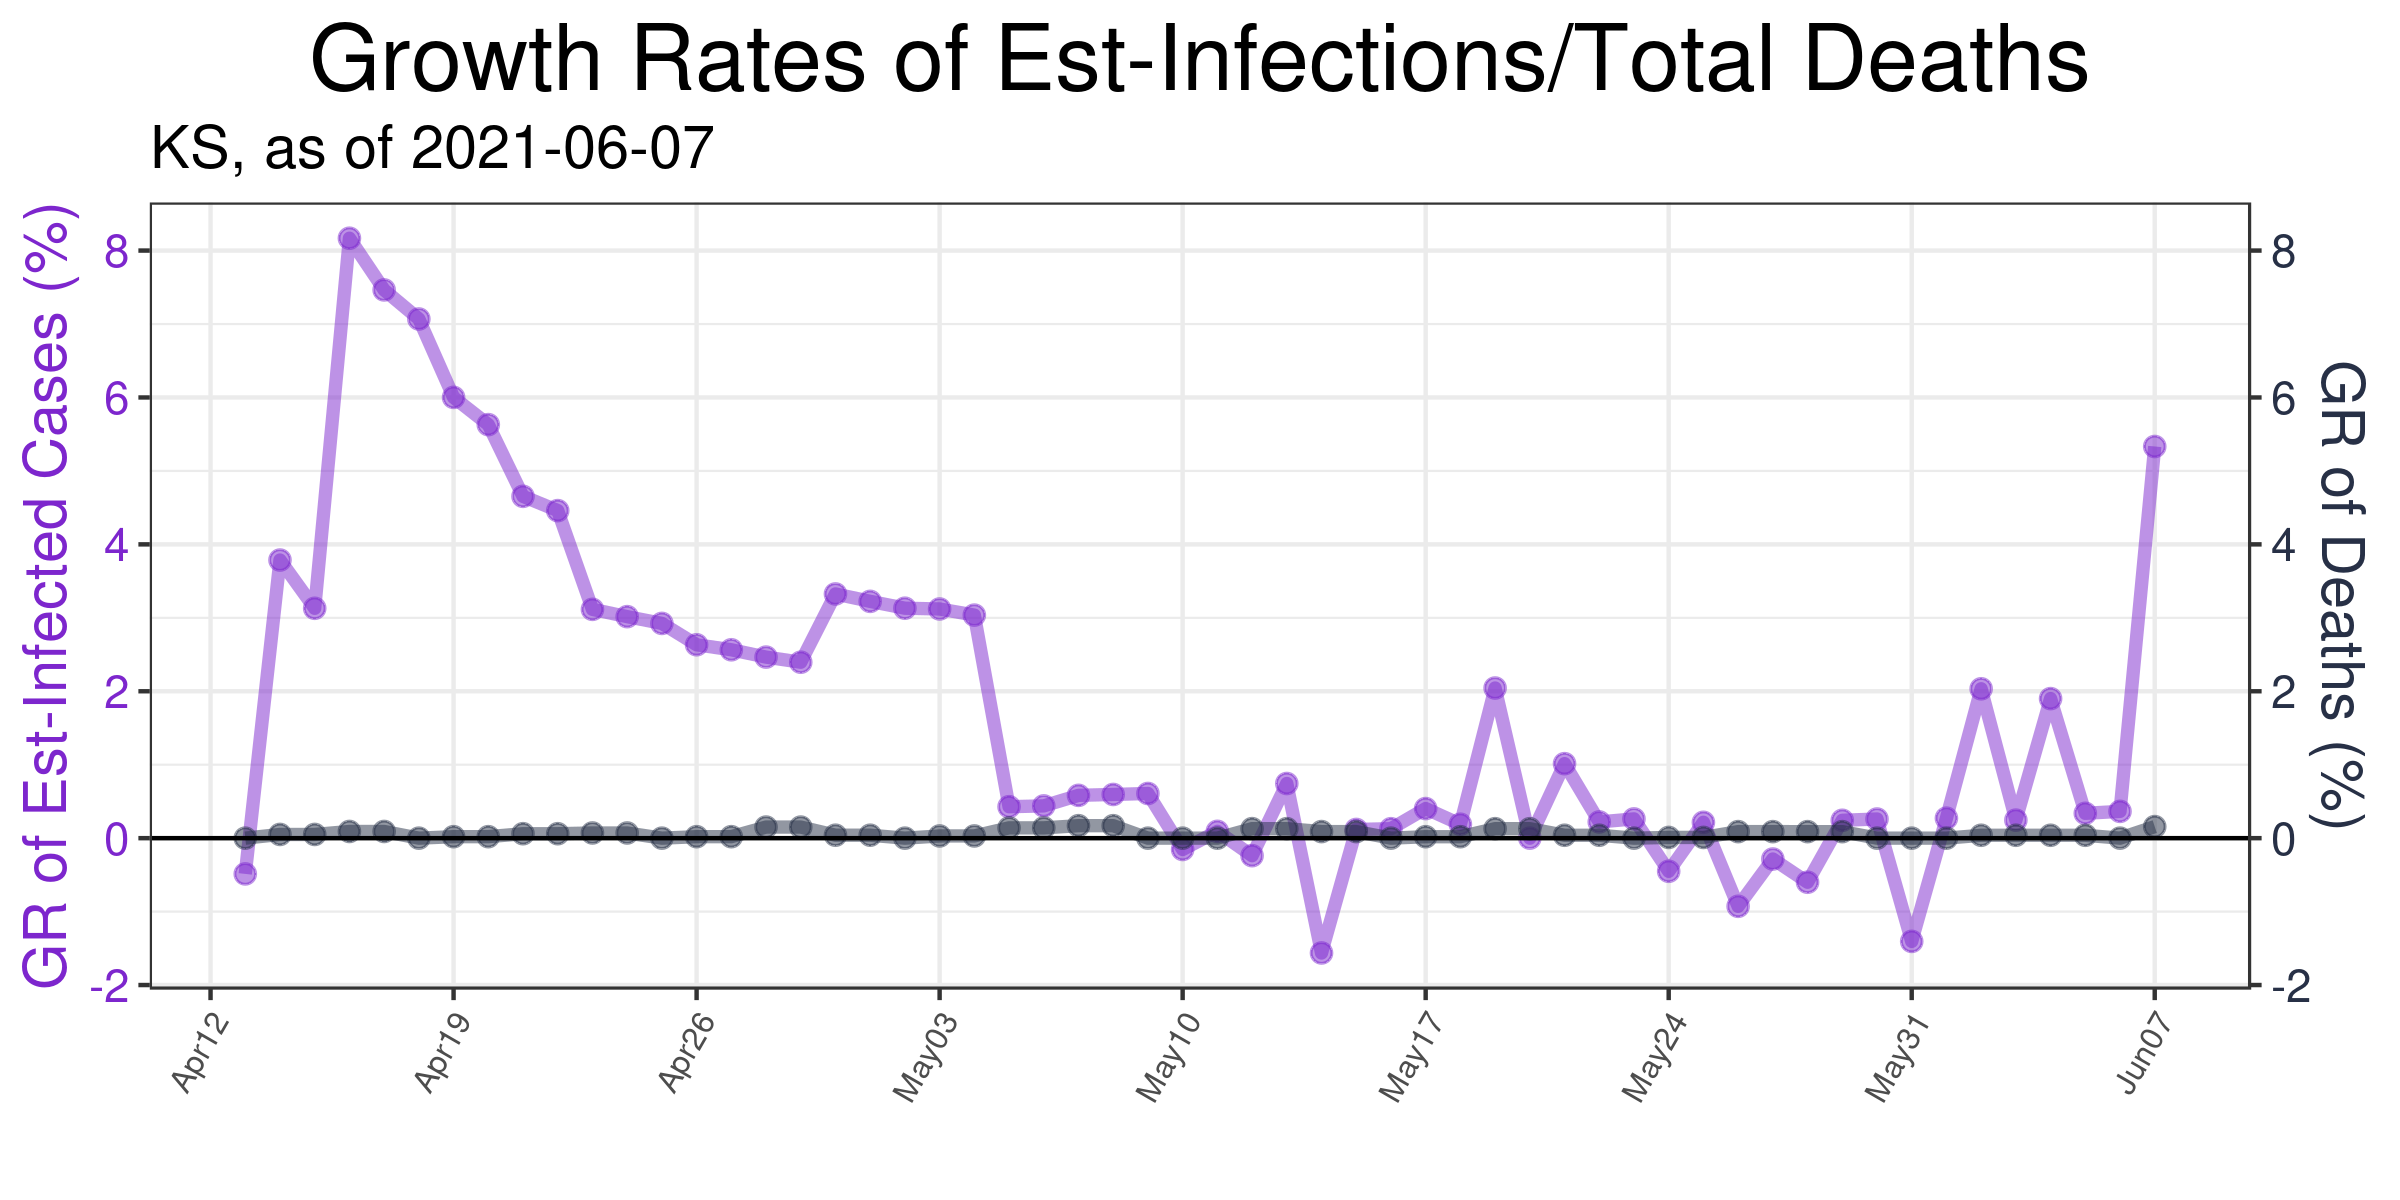 Growth Rates of Est-Infections/Total Deaths
KS, as of 2021-06-07
GR of Est-Infected Cases (%)
8
6
4
2
0
-2
8
6
4
2
0
-2
GR of Deaths (%)
Apr12
Apr19
Apr26
May03
May10
May17
May24
May31
Jun07